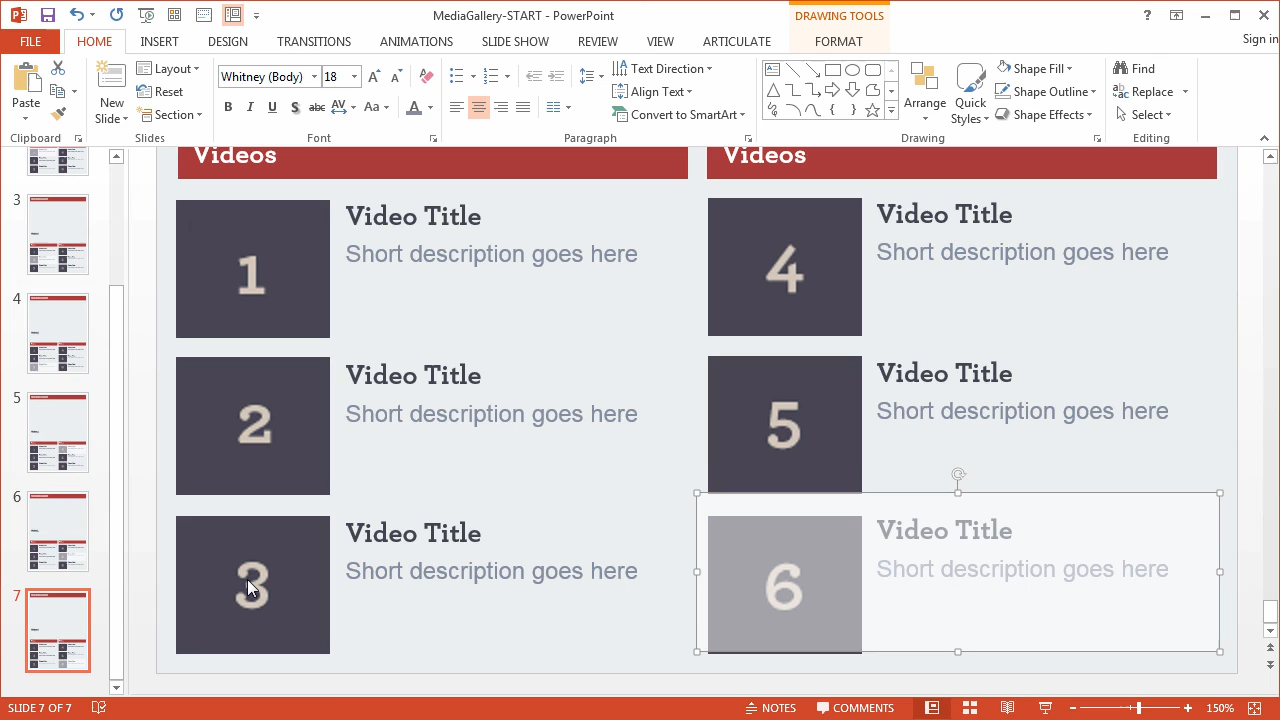 MediaGallery-START - PowerPoint
DRAWING TOOLS
?
FILE
HOME
INSERT
DESIGN
TRANSITIONS
ANIMATIONS
SLIDE SHOW
REVIEW
VIEW
ARTICULATE
FORMAT
Sign in
Paste
New
Slide
Layout
Reset
Section
Whitney (Body)
18
B I U S abc AV Aa A
Text Direction
Align Text
Convert to SmartArt
Arrange
Quick
Styles
Shape Fill
Shape Outline
Shape Effects
Find
Replace
Select
Clipboard
Slides
Font
Paragraph
Drawing
Editing
3
4
5
6
7
Videos
Videos
1
Video Title
Short description goes here
2
Video Title
Short description goes here
3
Video Title
Short description goes here
4
Video Title
Short description goes here
5
Video Title
Short description goes here
6
Video Title
Short description goes here
SLIDE 7 OF 7
NOTES
COMMENTS
150%